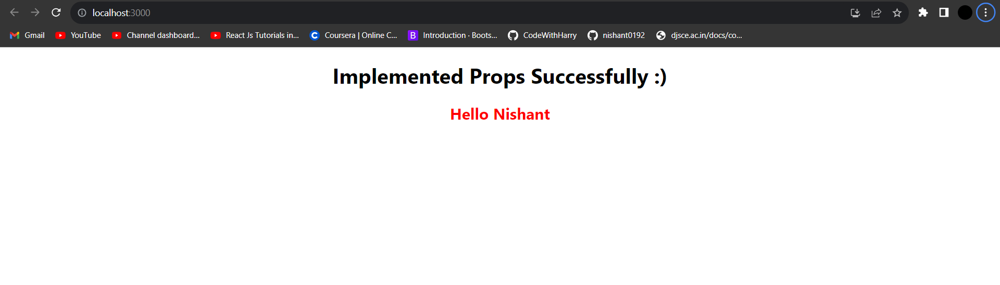 localhost:3000
Gmail YouTube Channel dashboard... React Js Tutorials in... Coursera | Online C... B Introduction · Boots... CodeWithHarry nishant0192 djsce.ac.in/docs/co...
Implemented Props Successfully :)
Hello Nishant